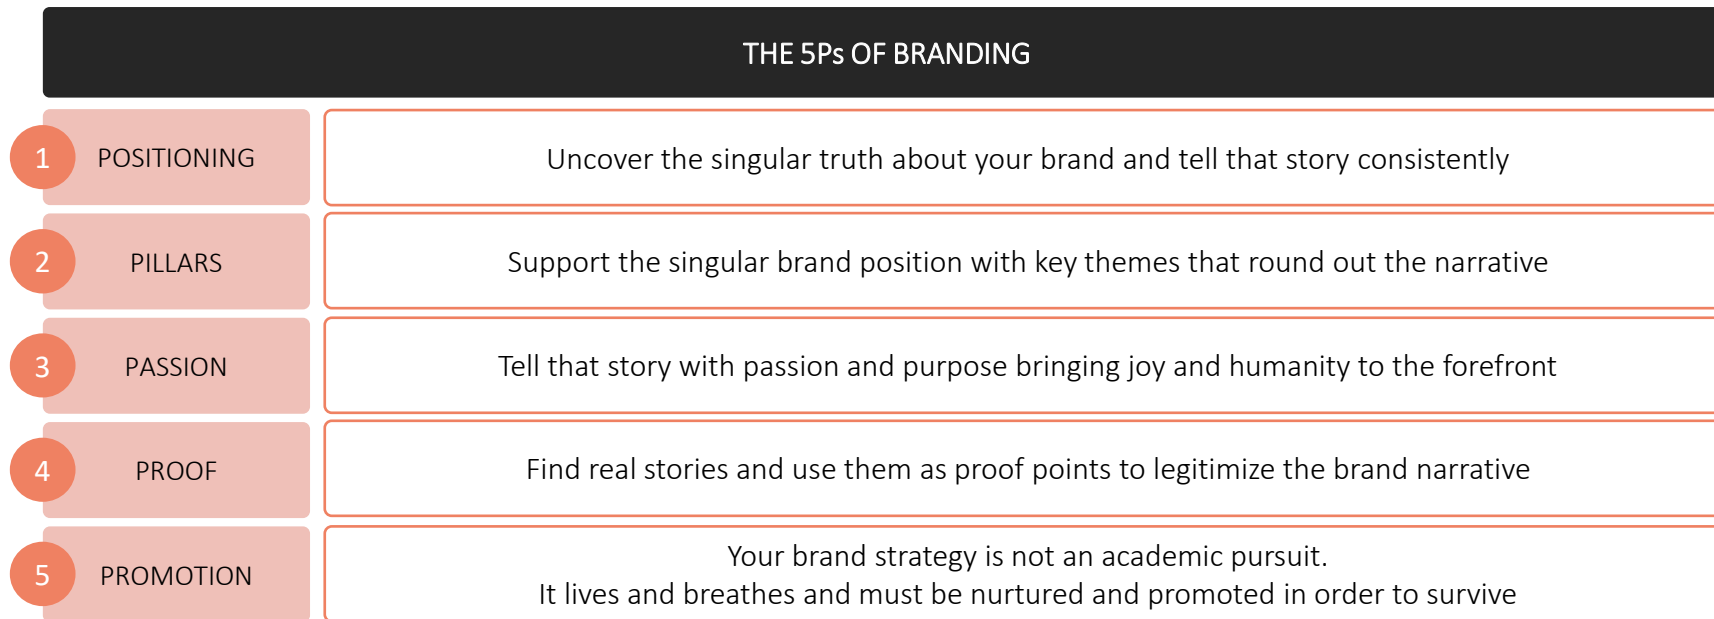 THE 5Ps OF BRANDING
1
POSITIONING
Uncover the singular truth about your brand and tell that story consistently
2
PILLARS
Support the singular brand position with key themes that round out the narrative
3
PASSION
Tell that story with passion and purpose bringing joy and humanity to the forefront
4
PROOF
Find real stories and use them as proof points to legitimize the brand narrative
5
PROMOTION
Your brand strategy is not an academic pursuit.
It lives and breathes and must be nurtured and promoted in order to survive